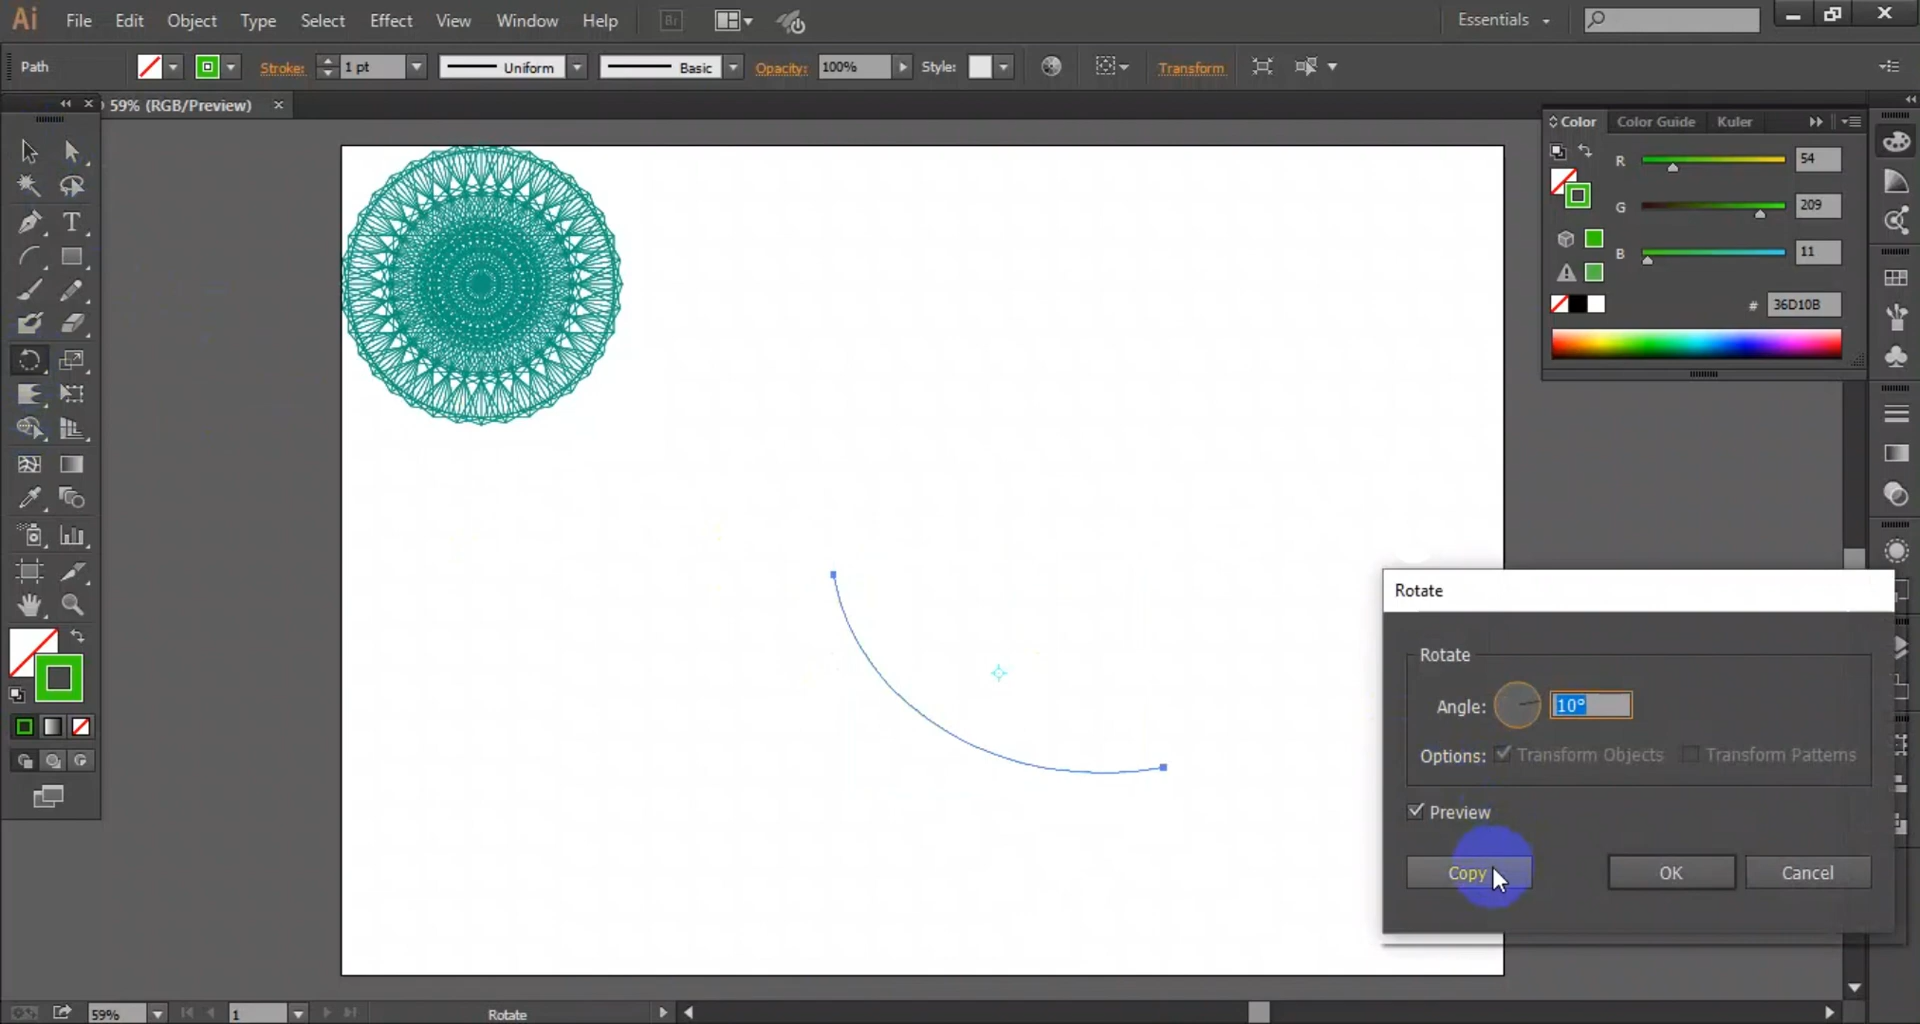 Ai File Edit Object Type Select Effect View Window Help Br Essentials
Path Stroke: 1 pt Uniform Basic Opacity: 100% Style: Transform
59% (RGB/Preview)
Color Color Guide Kuler
R 54
G 209
B 11
# 36D10B
T
Rotate
Rotate
Angle: 10°
Options: Transform Objects Transform Patterns
Preview
Copy OK Cancel
59% 1 Rotate